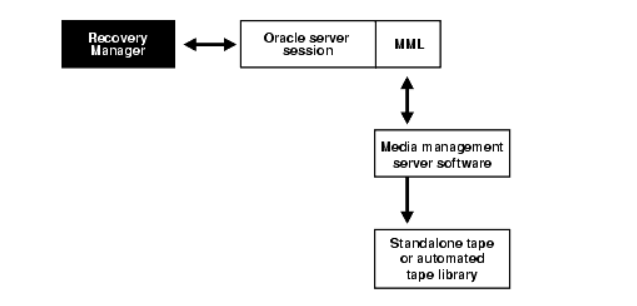 Recovery
Manager
Oracle server
session
MML
Media management
server software
Standalone tape
or automated
tape library